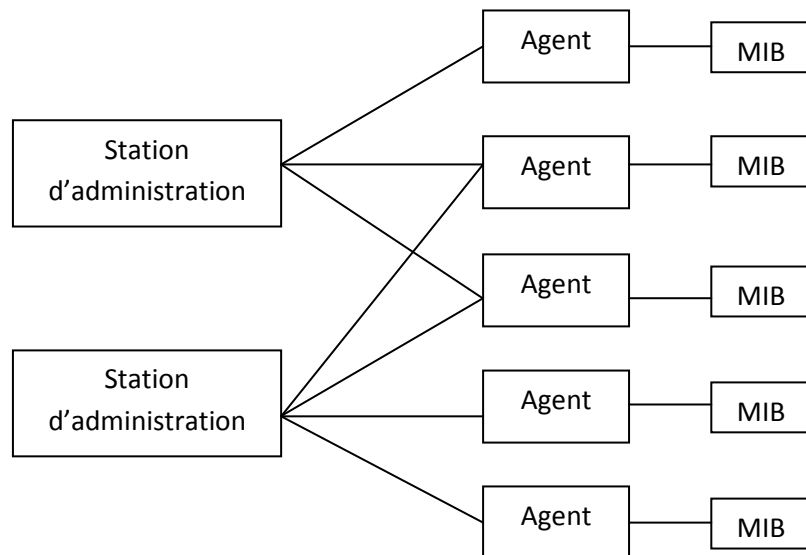 Agent
MIB
Station
d’administration
Agent
MIB
Agent
MIB
Station
d’administration
Agent
MIB
Agent
MIB